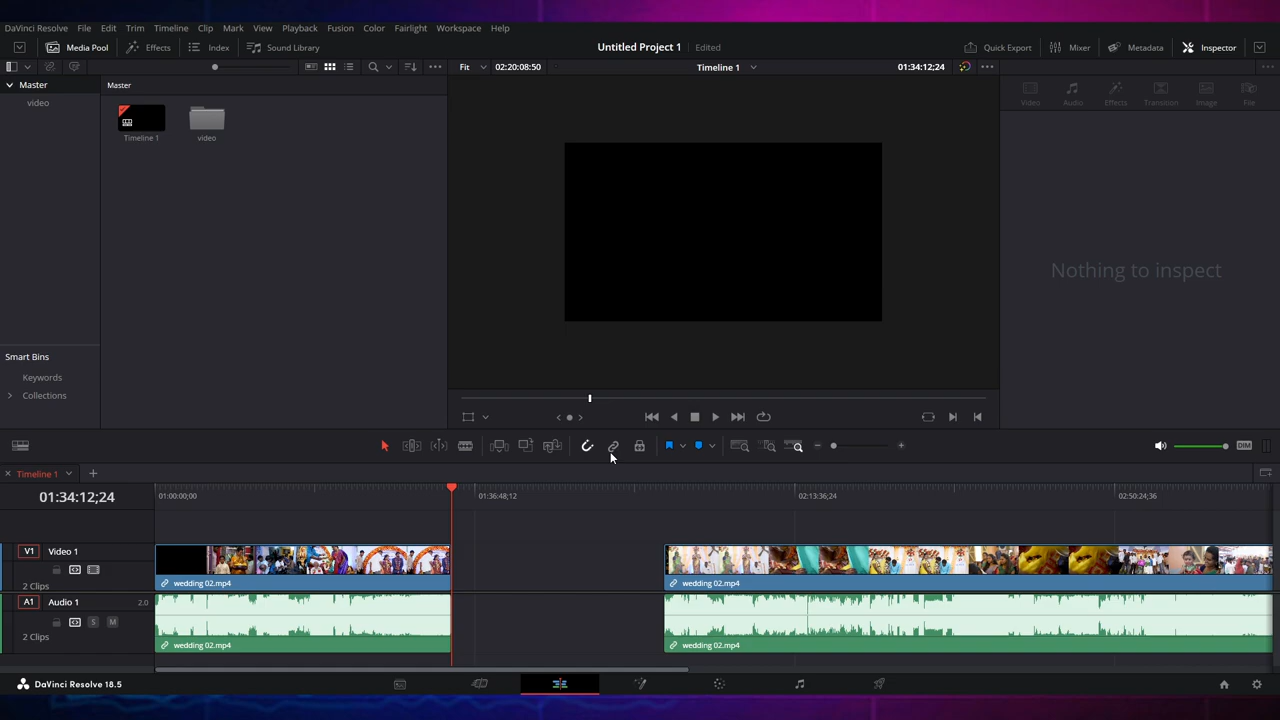 DaVinci Resolve File Edit Trim Timeline Clip Mark View Playback Fusion Color Fairlight Workspace Help
Media Pool Effects Index Sound Library Untitled Project 1 Edited Quick Export Mixer Metadata Inspector
Fit 02:20:08:50 Timeline 1 01:34:12;24
Master
video
Master
Timeline 1
video
Smart Bins
Keywords
Collections
Video Audio Effects Transition Image File
Nothing to inspect
DIM
Timeline 1
01:34:12;24
01:00:00;00 01:36:48;12 02:13:36;24 02:50:24;36
V1 Video 1
2 Clips
wedding 02.mp4 wedding 02.mp4
A1 Audio 1 2.0
S M
2 Clips
wedding 02.mp4 wedding 02.mp4
DaVinci Resolve 18.5